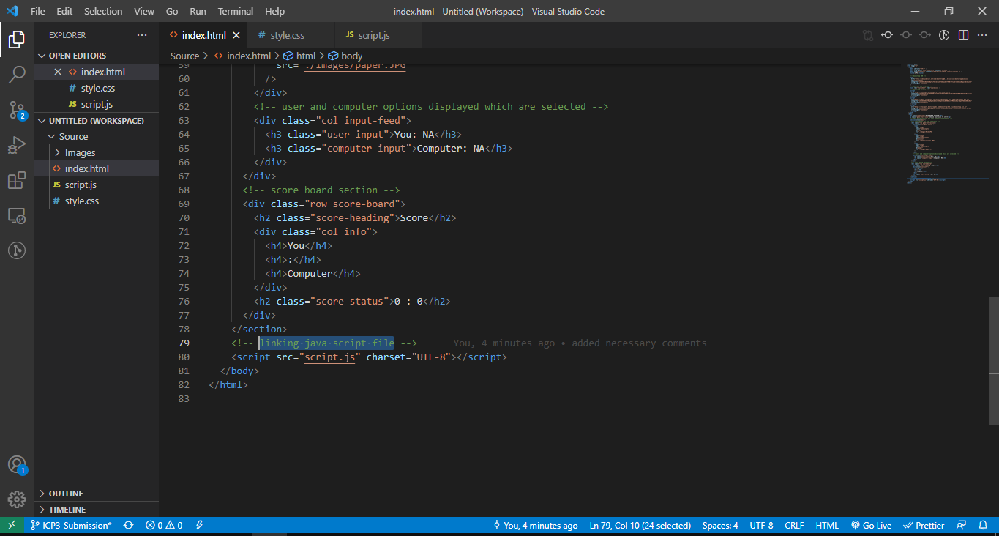 File Edit Selection View Go Run Terminal Help index.html - Untitled (Workspace) - Visual Studio Code
EXPLORER
index.html style.css JS script.js
OPEN EDITORS
index.html
style.css
JS script.js
UNTITLED (WORKSPACE)
Source
Images
index.html
JS script.js
style.css
OUTLINE
TIMELINE
2
1
Source > index.html > html > body
59 src="./Images/paper.JPG"
60 />
61 </div>
62 <!-- user and computer options displayed which are selected -->
63 <div class="col input-feed">
64 <h3 class="user-input">You: NA</h3>
65 <h3 class="computer-input">Computer: NA</h3>
66 </div>
67 </div>
68 <!-- score board section -->
69 <div class="row score-board">
70 <h2 class="score-heading">Score</h2>
71 <div class="col info">
72 <h4>You</h4>
73 <h4>:</h4>
74 <h4>Computer</h4>
75 </div>
76 <h2 class="score-status">0 : 0</h2>
77 </div>
78 </section>
79 <!-- linking java script file --> You, 4 minutes ago • added necessary comments
80 <script src="script.js" charset="UTF-8"></script>
81 </body>
82 </html>
83
ICP3-Submission* 0 0 You, 4 minutes ago Ln 79, Col 10 (24 selected) Spaces: 4 UTF-8 CRLF HTML Go Live Prettier